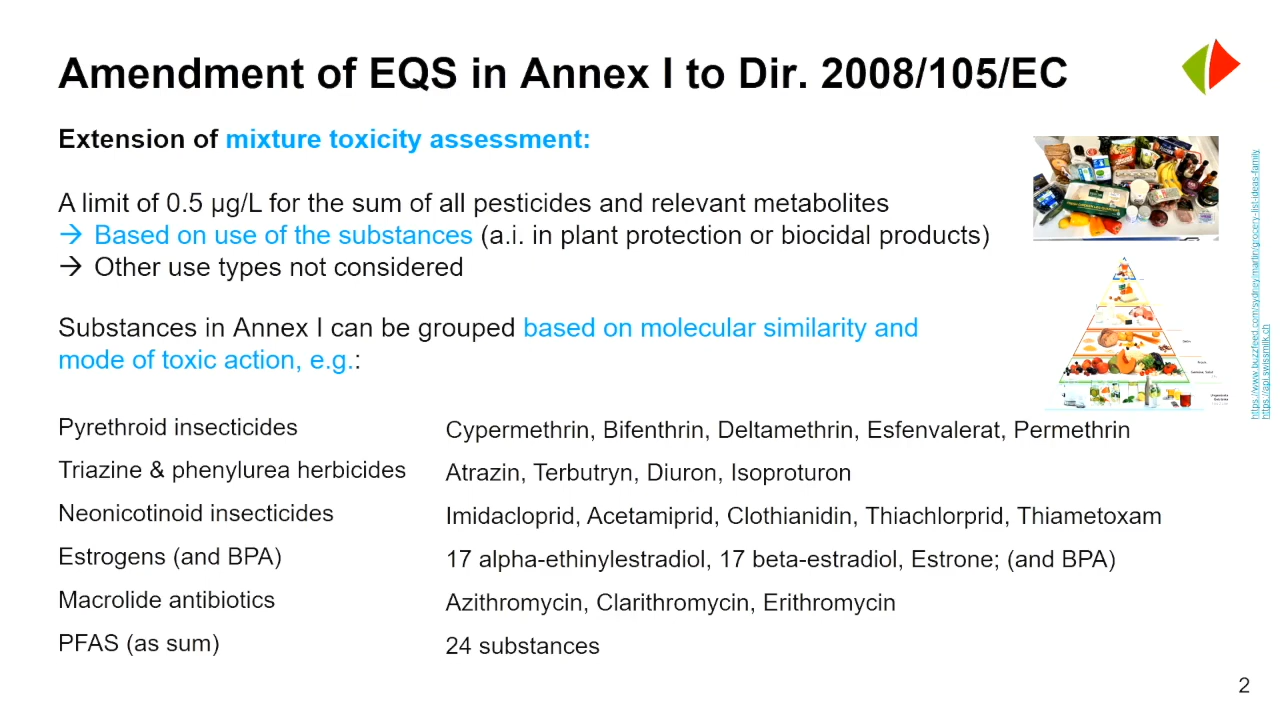 Amendment of EQS in Annex I to Dir. 2008/105/EC
Extension of mixture toxicity assessment:
A limit of 0.5 µg/L for the sum of all pesticides and relevant metabolites
→ Based on use of the substances (a.i. in plant protection or biocidal products)
→ Other use types not considered
Substances in Annex I can be grouped based on molecular similarity and
mode of toxic action, e.g.:
Pyrethroid insecticides Cypermethrin, Bifenthrin, Deltamethrin, Esfenvalerat, Permethrin
Triazine & phenylurea herbicides Atrazin, Terbutryn, Diuron, Isoproturon
Neonicotinoid insecticides Imidacloprid, Acetamiprid, Clothianidin, Thiachlorprid, Thiametoxam
Estrogens (and BPA) 17 alpha-ethinylestradiol, 17 beta-estradiol, Estrone; (and BPA)
Macrolide antibiotics Azithromycin, Clarithromycin, Erithromycin
PFAS (as sum) 24 substances
https://www.buzzfeed.com/sydneylmartin/grocery-list-ideas-family
https://api.swissmilk.ch
2